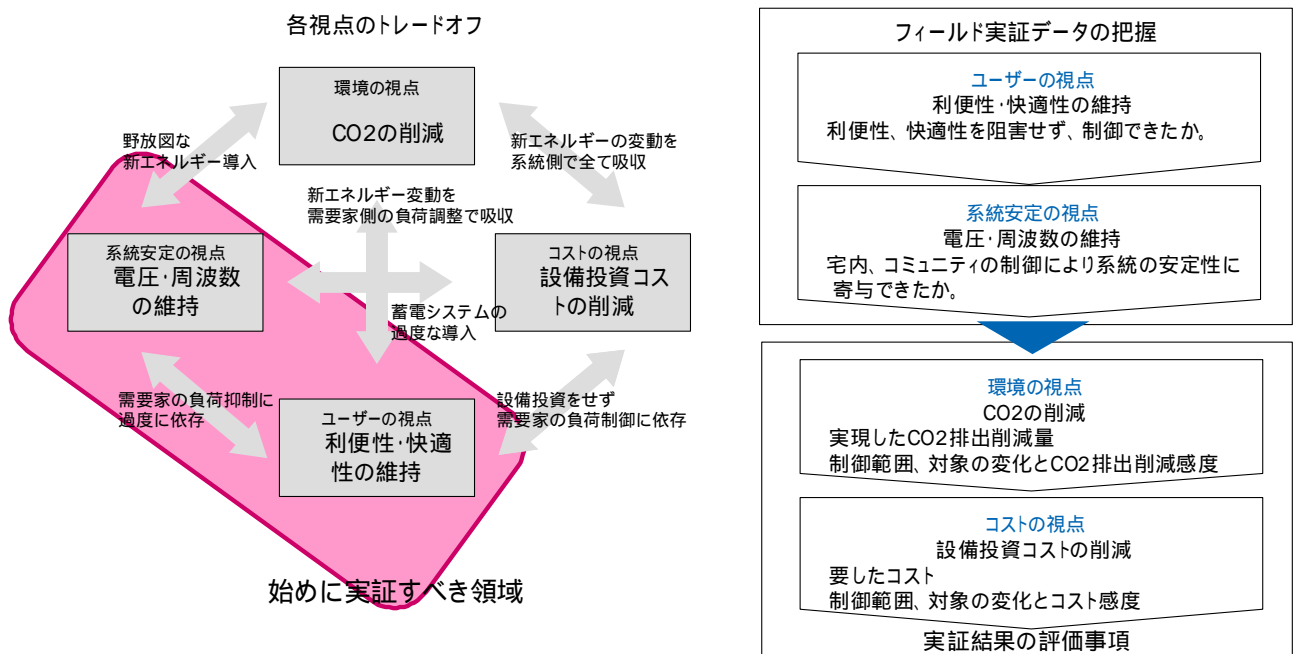 各視点のトレードオフ
環境の視点
CO2の削減
野放図な
新エネルギー導入
新エネルギーの変動を
系統側で全て吸収
新エネルギー変動を
需要家側の負荷調整で吸収
系統安定の視点
電圧・周波数
の維持
コストの視点
設備投資コス
トの削減
蓄電システムの
過度な導入
需要家の負荷抑制に
過度に依存
設備投資をせず
需要家の負荷制御に依存
ユーザーの視点
利便性・快適
性の維持
始めに実証すべき領域
フィールド実証データの把握
ユーザーの視点
利便性・快適性の維持
利便性、快適性を阻害せず、制御できたか。
系統安定の視点
電圧・周波数の維持
宅内、コミュニティの制御により系統の安定性に
寄与できたか。
環境の視点
CO2の削減
実現したCO2排出削減量
制御範囲、対象の変化とCO2排出削減感度
コストの視点
設備投資コストの削減
要したコスト
制御範囲、対象の変化とコスト感度
実証結果の評価事項